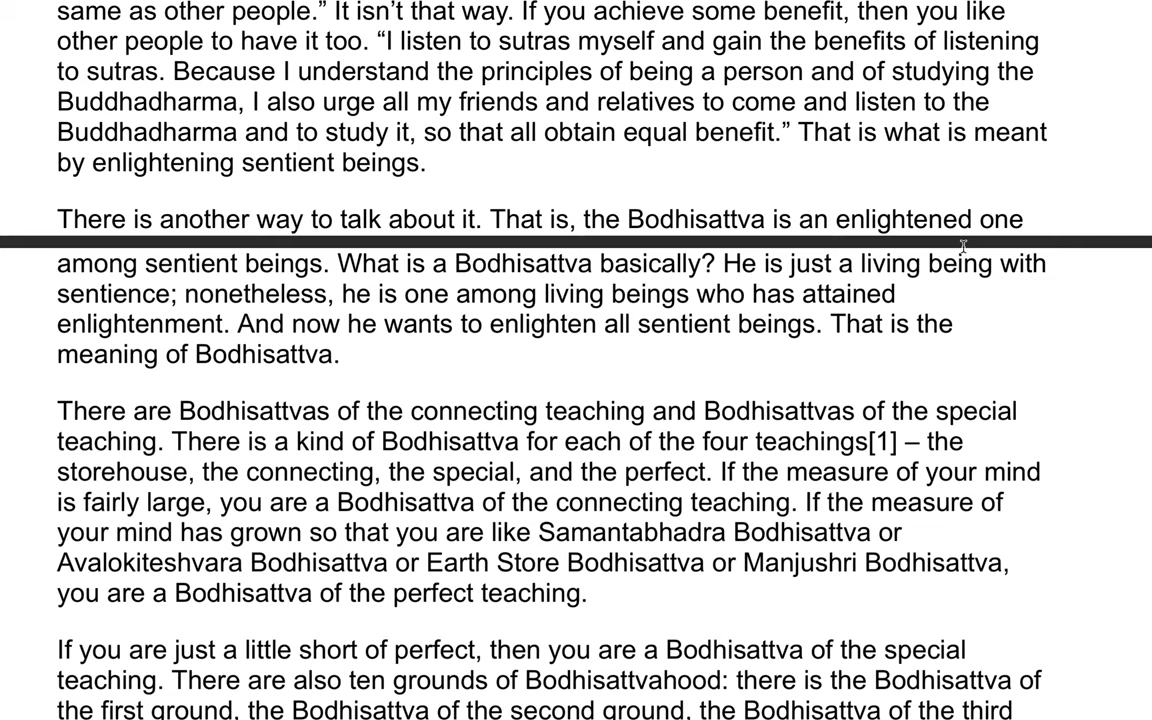 same as other people.” It isn’t that way. If you achieve some benefit, then you like
other people to have it too. “I listen to sutras myself and gain the benefits of listening
to sutras. Because I understand the principles of being a person and of studying the
Buddhadharma, I also urge all my friends and relatives to come and listen to the
Buddhadharma and to study it, so that all obtain equal benefit.” That is what is meant
by enlightening sentient beings.
There is another way to talk about it. That is, the Bodhisattva is an enlightened one
among sentient beings. What is a Bodhisattva basically? He is just a living being with
sentience; nonetheless, he is one among living beings who has attained
enlightenment. And now he wants to enlighten all sentient beings. That is the
meaning of Bodhisattva.
There are Bodhisattvas of the connecting teaching and Bodhisattvas of the special
teaching. There is a kind of Bodhisattva for each of the four teachings[1] – the
storehouse, the connecting, the special, and the perfect. If the measure of your mind
is fairly large, you are a Bodhisattva of the connecting teaching. If the measure of
your mind has grown so that you are like Samantabhadra Bodhisattva or
Avalokiteshvara Bodhisattva or Earth Store Bodhisattva or Manjushri Bodhisattva,
you are a Bodhisattva of the perfect teaching.
If you are just a little short of perfect, then you are a Bodhisattva of the special
teaching. There are also ten grounds of Bodhisattvahood: there is the Bodhisattva of
the first ground, the Bodhisattva of the second ground, the Bodhisattva of the third